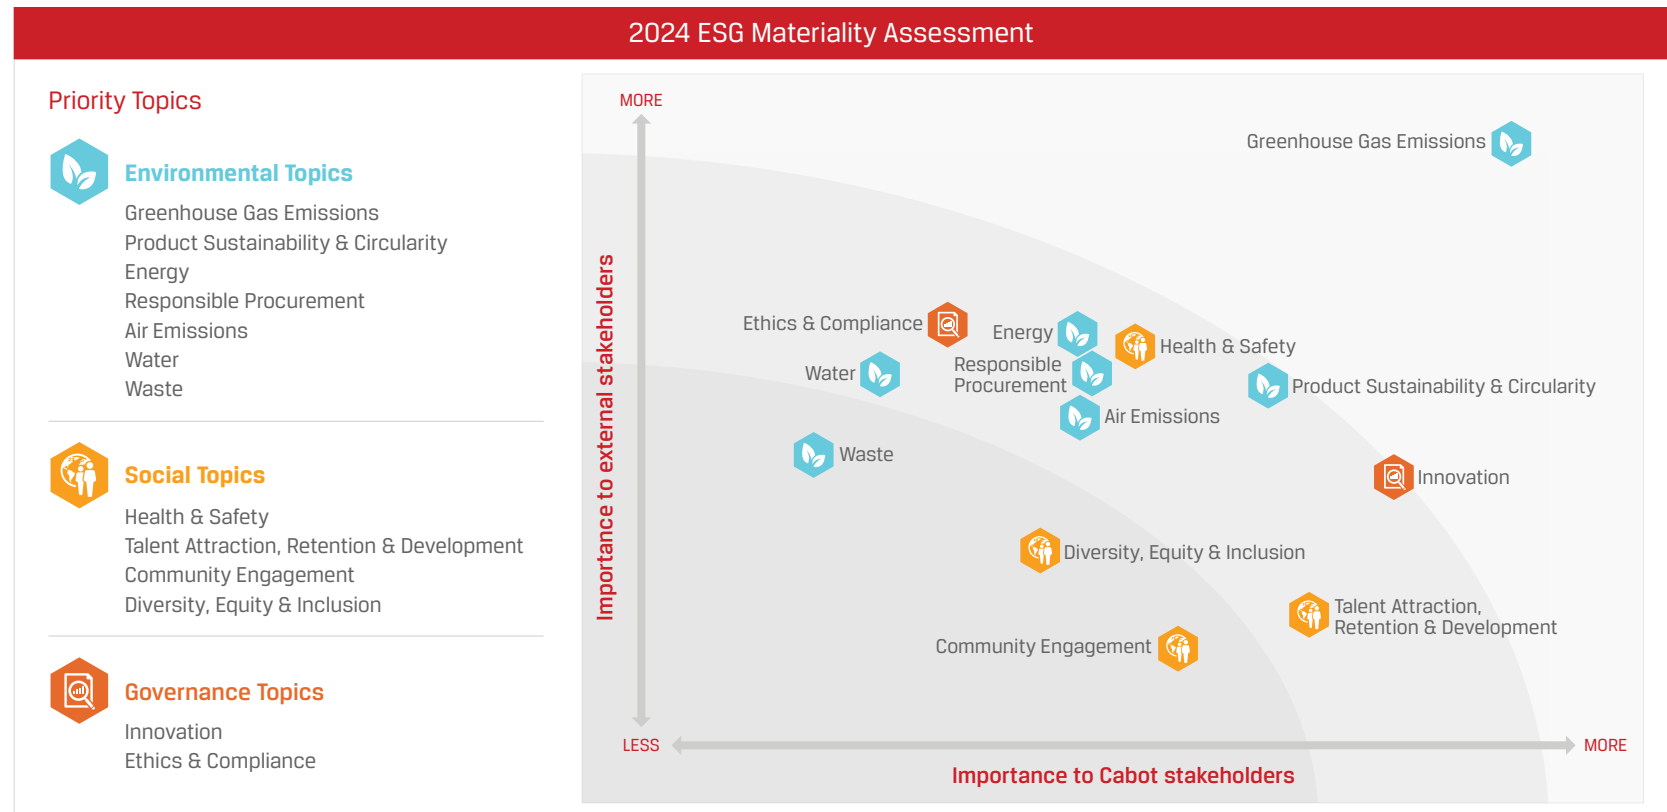 2024 ESG Materiality Assessment
Priority Topics
Environmental Topics
Greenhouse Gas Emissions
Product Sustainability & Circularity
Energy
Responsible Procurement
Air Emissions
Water
Waste
Social Topics
Health & Safety
Talent Attraction, Retention & Development
Community Engagement
Diversity, Equity & Inclusion
Governance Topics
Innovation
Ethics & Compliance
MORE
Importance to external stakeholders
Greenhouse Gas Emissions
Ethics & Compliance
Energy
Health & Safety
Water
Responsible
Procurement
Product Sustainability & Circularity
Air Emissions
Waste
Innovation
Diversity, Equity & Inclusion
Talent Attraction,
Retention & Development
Community Engagement
LESS
MORE
Importance to Cabot stakeholders